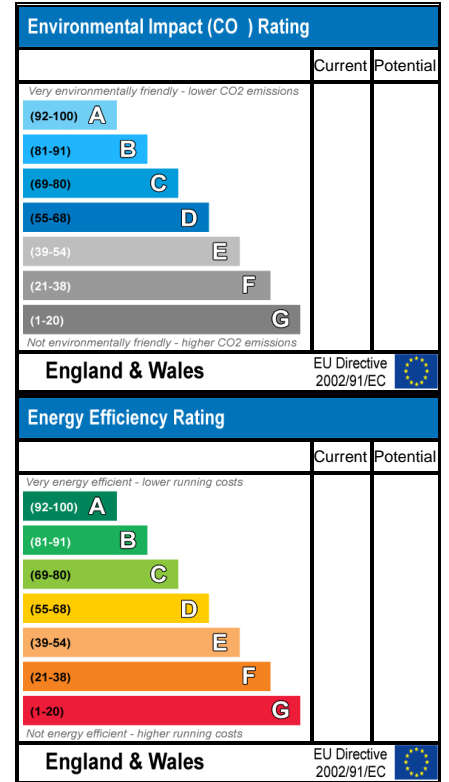 Environmental Impact (CO ) Rating
Current Potential
Very environmentally friendly - lower CO2 emissions
(92-100) A
(81-91) B
(69-80) C
(55-68) D
(39-54) E
(21-38) F
(1-20) G
Not environmentally friendly - higher CO2 emissions
England & Wales
EU Directive
2002/91/EC
Energy Efficiency Rating
Current Potential
Very energy efficient - lower running costs
(92-100) A
(81-91) B
(69-80) C
(55-68) D
(39-54) E
(21-38) F
(1-20) G
Not energy efficient - higher running costs
England & Wales
EU Directive
2002/91/EC